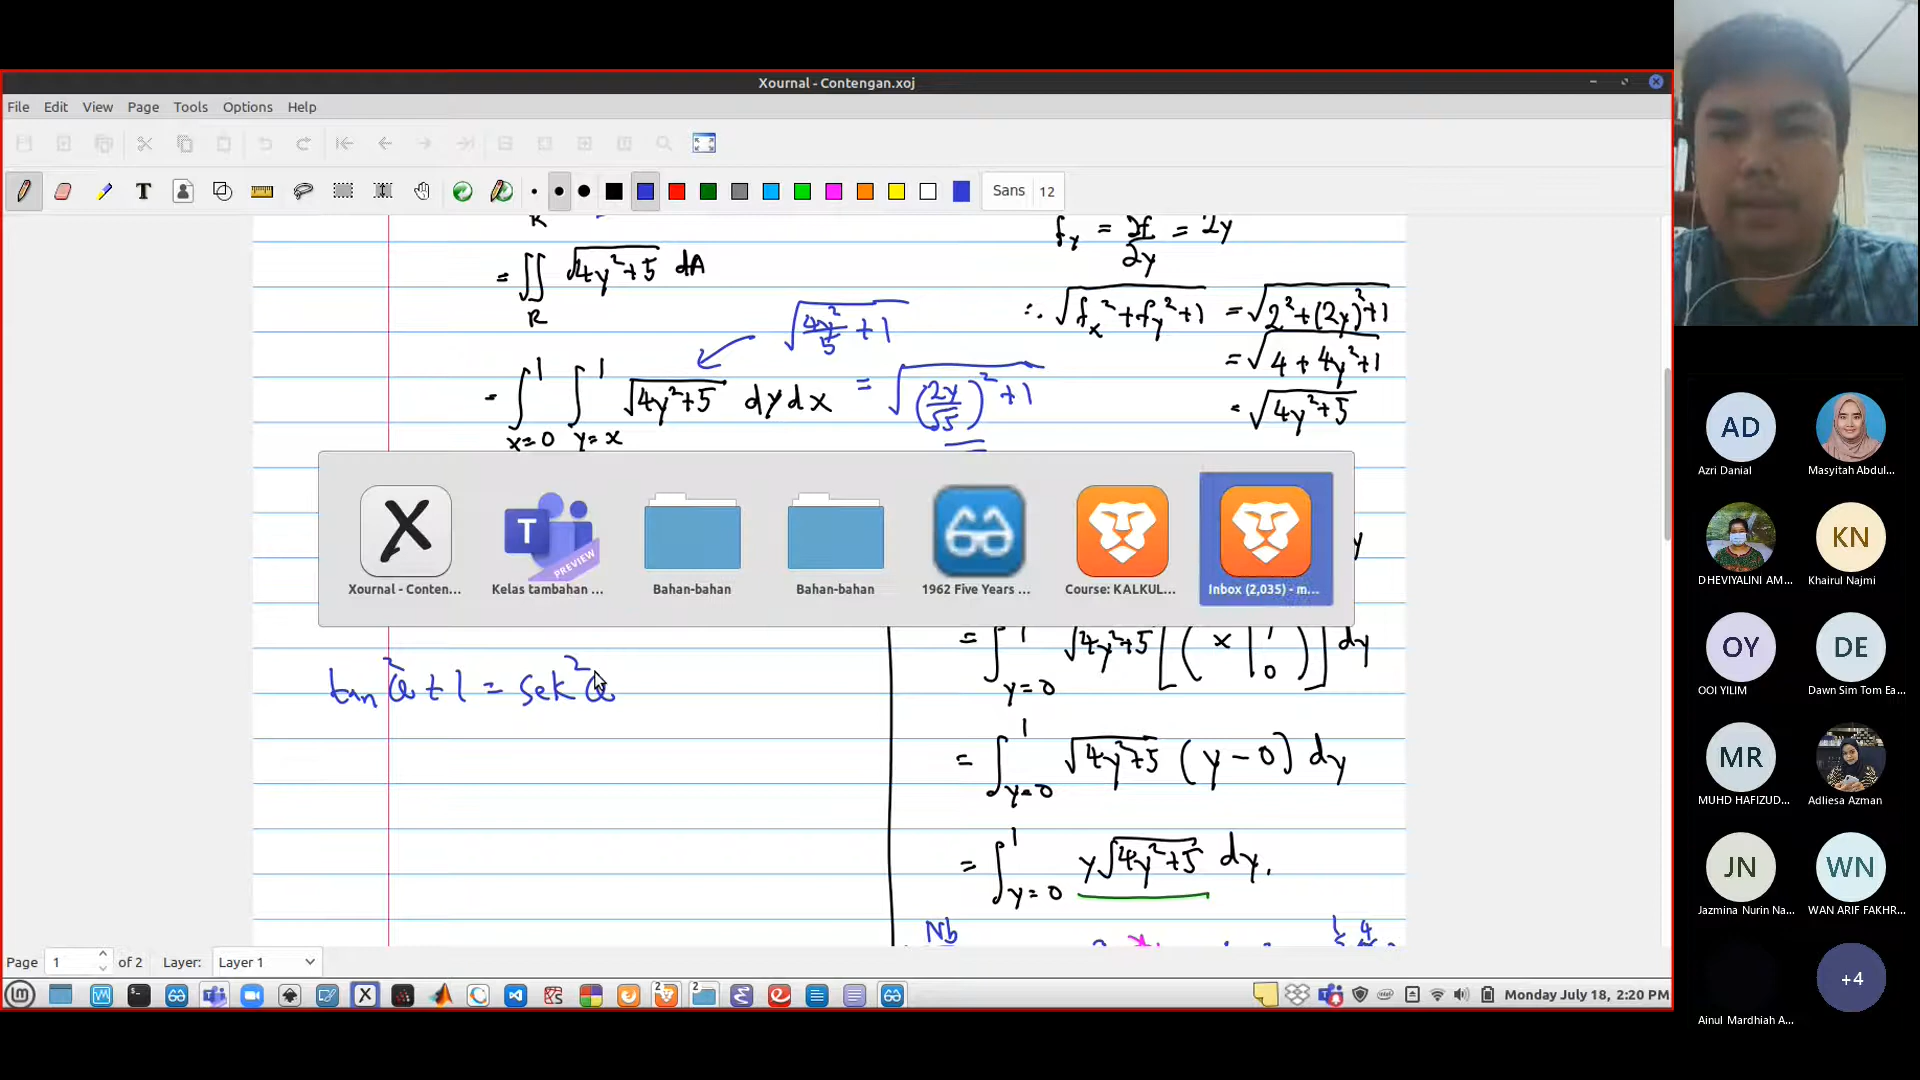 Xournal - Contengan.xoj
File Edit View Page Tools Options Help
Sans 12
R
= ∬ √(4y²+5) dA
R
√(4y²/5 + 1)
= ∫ 1 x=0 ∫ 1 y=x √(4y²+5) dy dx = √((2y/√5)² + 1)
f_y = ∂f/∂y = 2y
∴ √(f_x² + f_y² + 1) = √(2² + (2y)² + 1)
= √(4 + 4y² + 1)
= √(4y²+5)
Xournal - Conten...
Kelas tambahan ...
Bahan-bahan
Bahan-bahan
1962 Five Years ...
Course: KALKUL...
Inbox (2,035) - m...
PREVIEW
tan²θ + 1 = sek²θ
y
= ∫ 1 y=0 √(4y²+5) [( x | 0 )] dy
= ∫ 1 y=0 √(4y²+5) (y - 0) dy
= ∫ 1 y=0 y√(4y²+5) dy.
Nb
Page 1 of 2 Layer: Layer 1
Monday July 18, 2:20 PM
AD
Azri Danial
Masyitah Abdul...
DHEVIYALINI AM...
KN
Khairul Najmi
OY
OOI YILIM
DE
Dawn Sim Tom Ea...
MR
MUHD HAFIZUD...
Adliesa Azman
JN
Jazmina Nurin Na...
WN
WAN ARIF FAKHR...
Ainul Mardhiah A...
+4